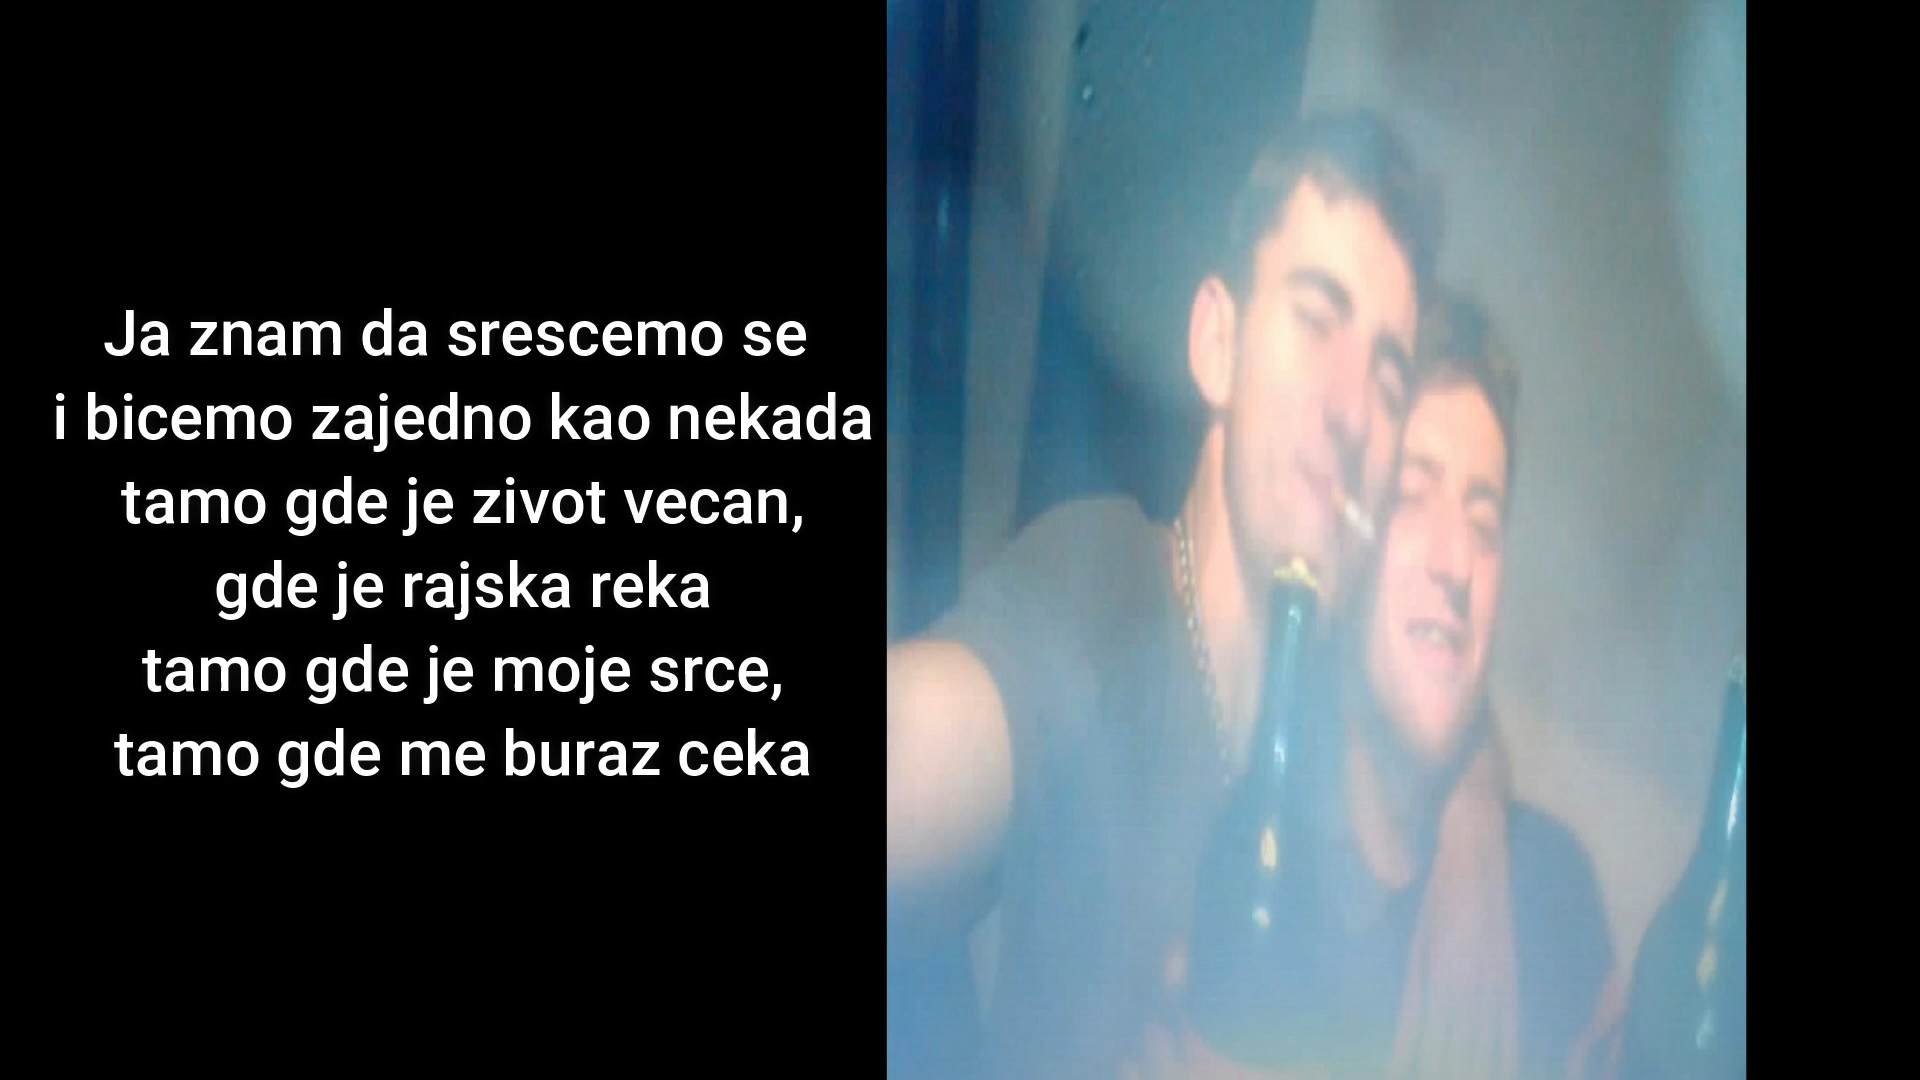 Ja znam da srescemo se
i bicemo zajedno kao nekada
tamo gde je zivot vecan,
gde je rajska reka
tamo gde je moje srce,
tamo gde me buraz ceka